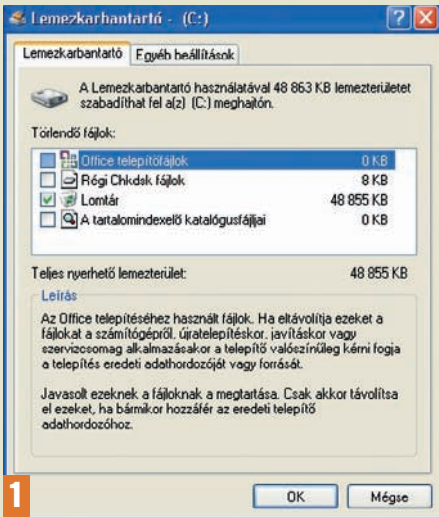 Lemezkarbantartó - (C:)
Lemezkarbantartó Egyéb beállítások
A Lemezkarbantartó használatával 48 863 KB lemezterületet
szabadíthat fel a(z) (C:) meghajtón.
Törlendő fájlok:
Office telepítőfájlok 0 KB
Régi Chkdsk fájlok 8 KB
Lomtár 48 855 KB
A tartalomindexelő katalógusfájljai 0 KB
Teljes nyerhető lemezterület: 48 855 KB
Leírás
Az Office telepítéséhez használt fájlok. Ha eltávolítja ezeket a
fájlokat a számítógépről, újratelepítéskor, javításkor vagy
szervizcsomag alkalmazásakor a telepítő valószínűleg kérni fogja
a telepítés eredeti adathordozóját vagy forrását.
Javasolt ezeknek a fájloknak a megtartása. Csak akkor távolítsa
el ezeket, ha bármikor hozzáfér az eredeti telepítő
adathordozóhoz.
OK Mégse
1